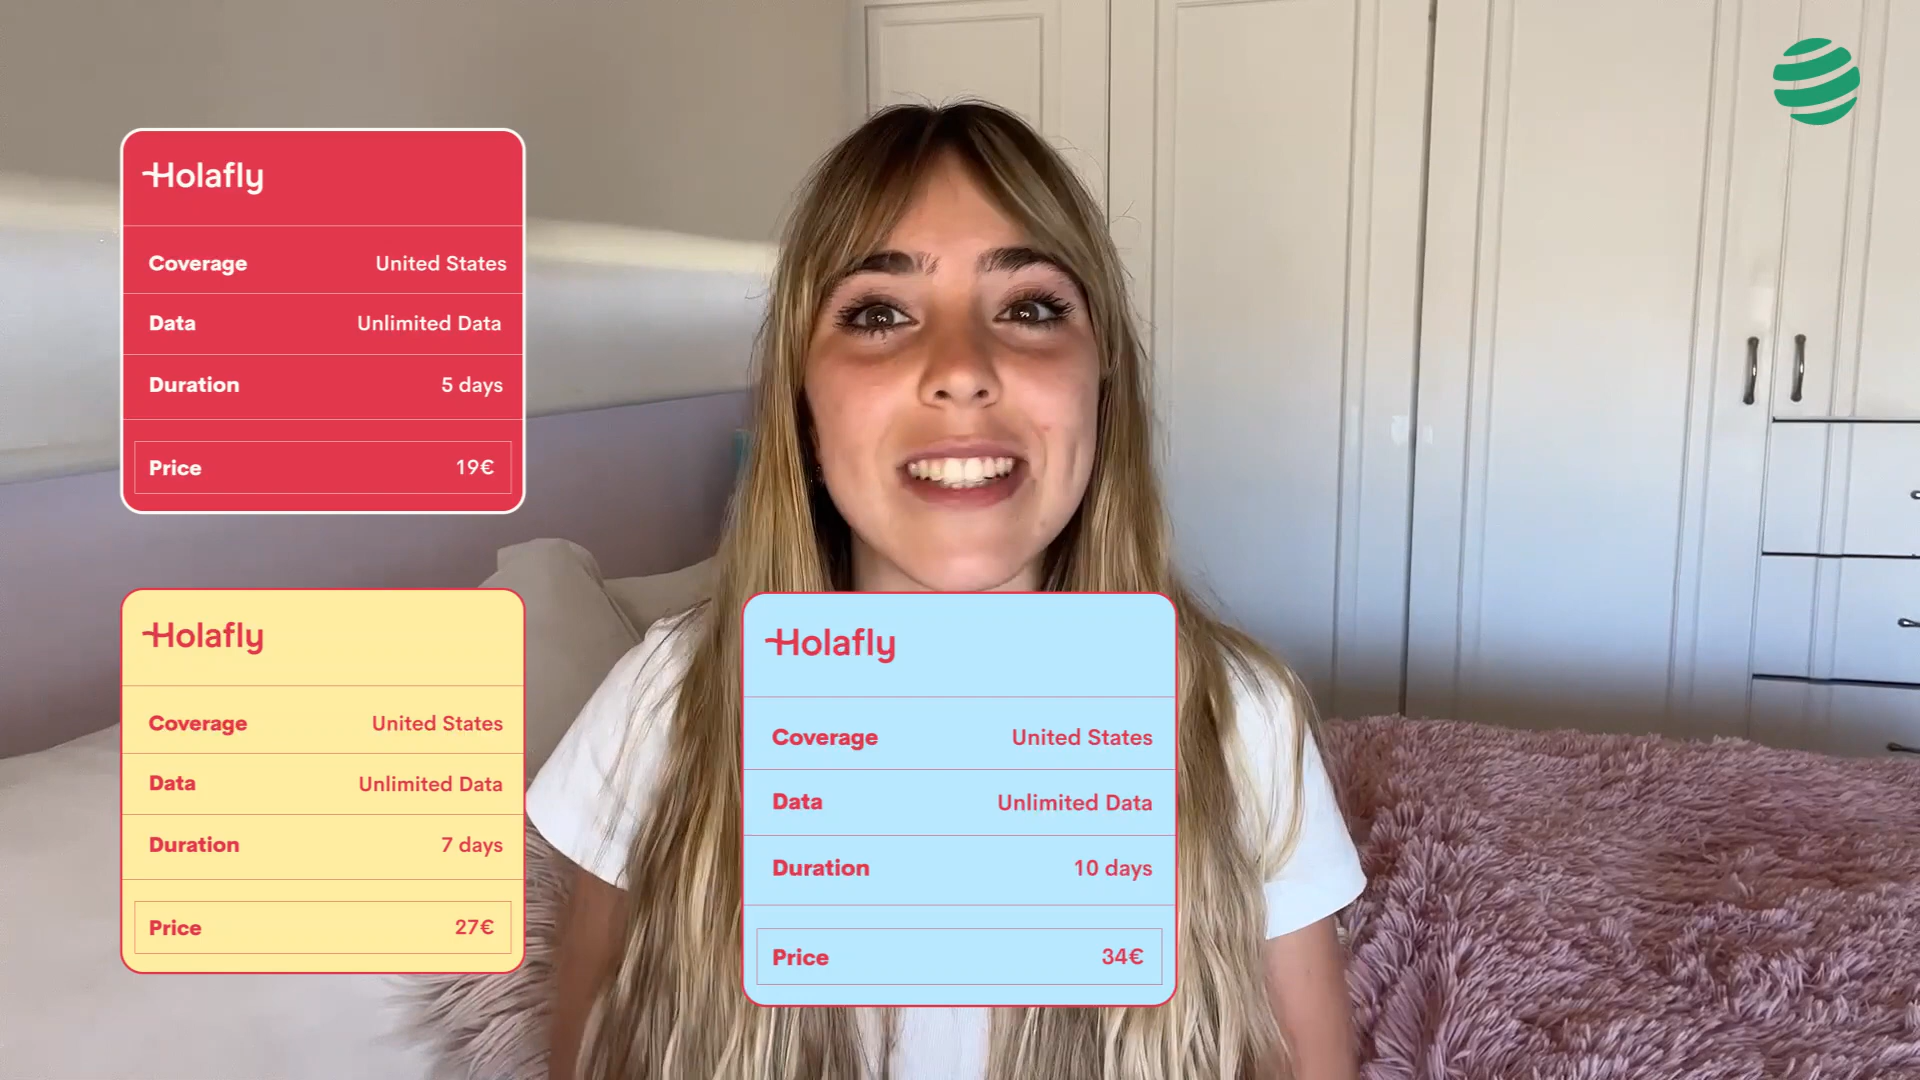 Holafly
Coverage United States
Data Unlimited Data
Duration 5 days
Price 19€
Holafly
Coverage United States
Data Unlimited Data
Duration 7 days
Price 27€
Holafly
Coverage United States
Data Unlimited Data
Duration 10 days
Price 34€